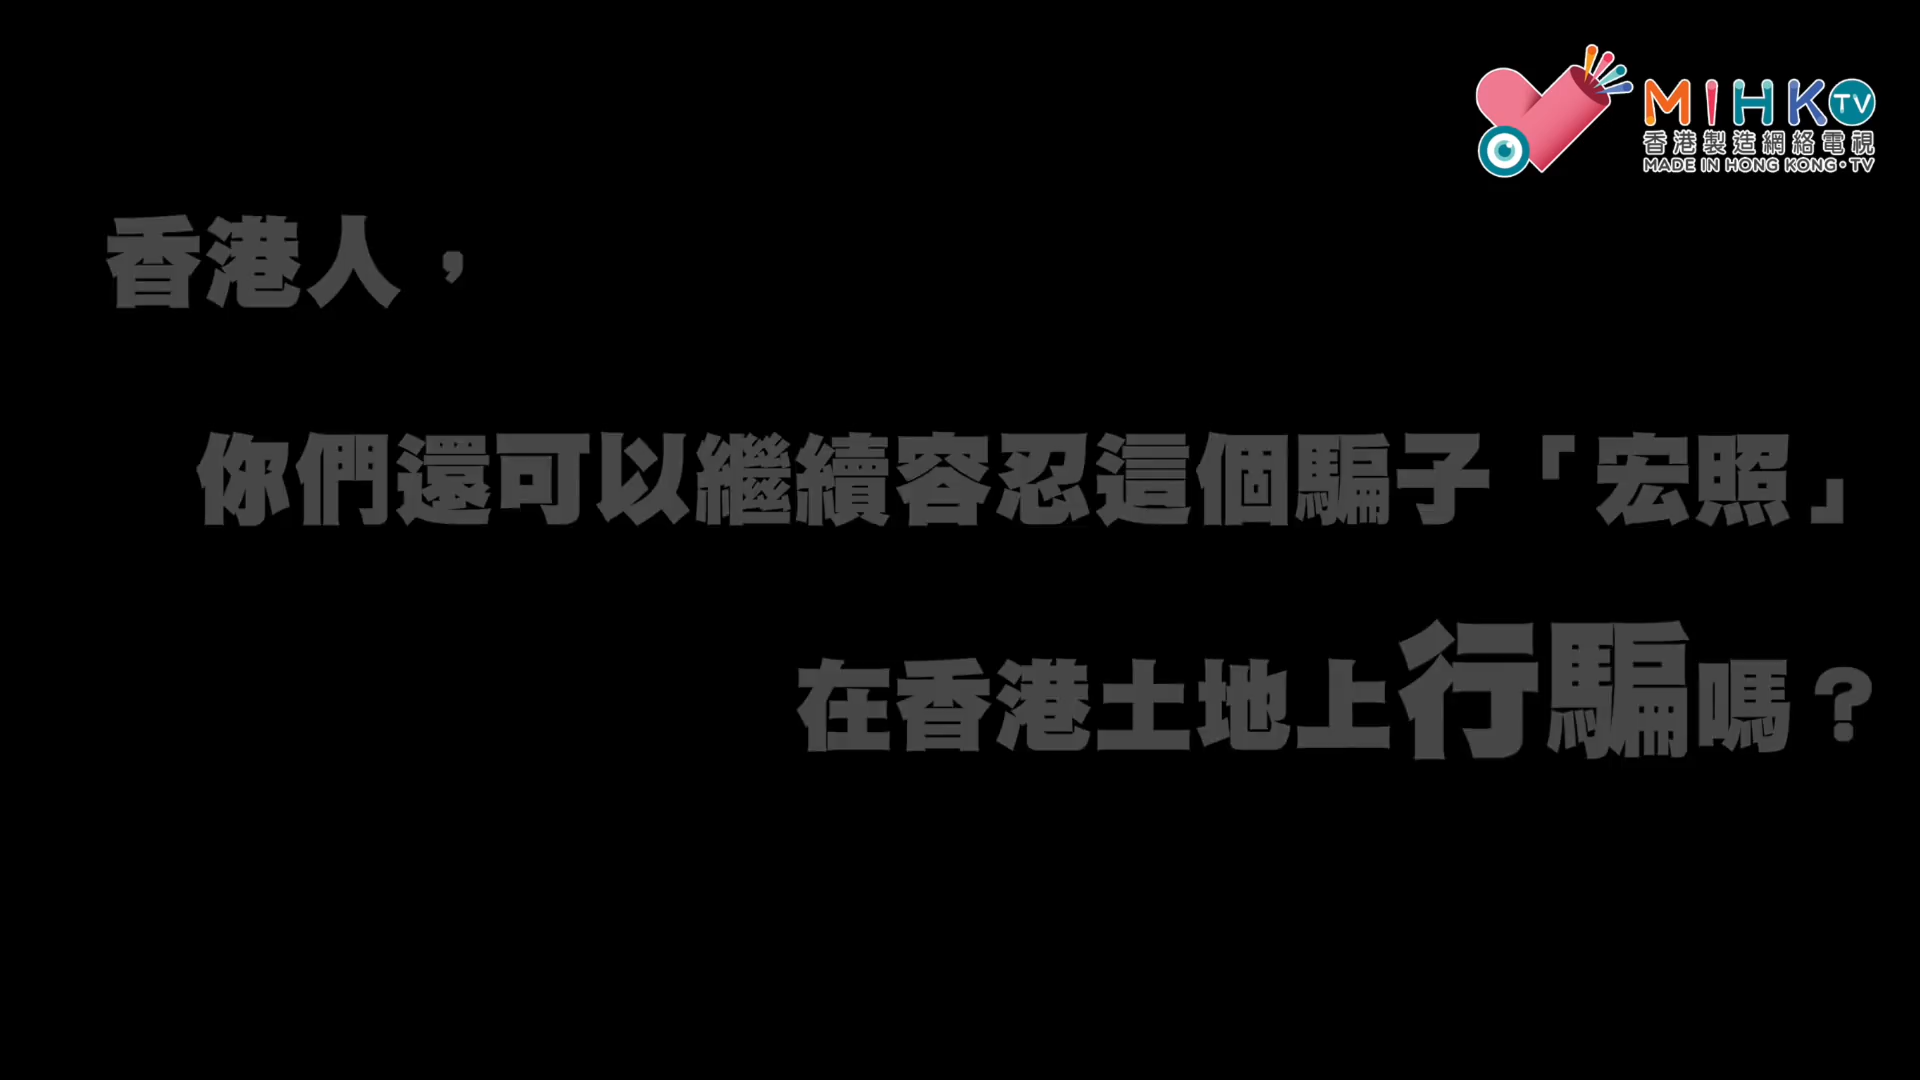 MIHK TV
香港製造網絡電視
MADE IN HONG KONG·TV
香港人，
你們還可以繼續容忍這個騙子「宏照」
在香港土地上行騙嗎？